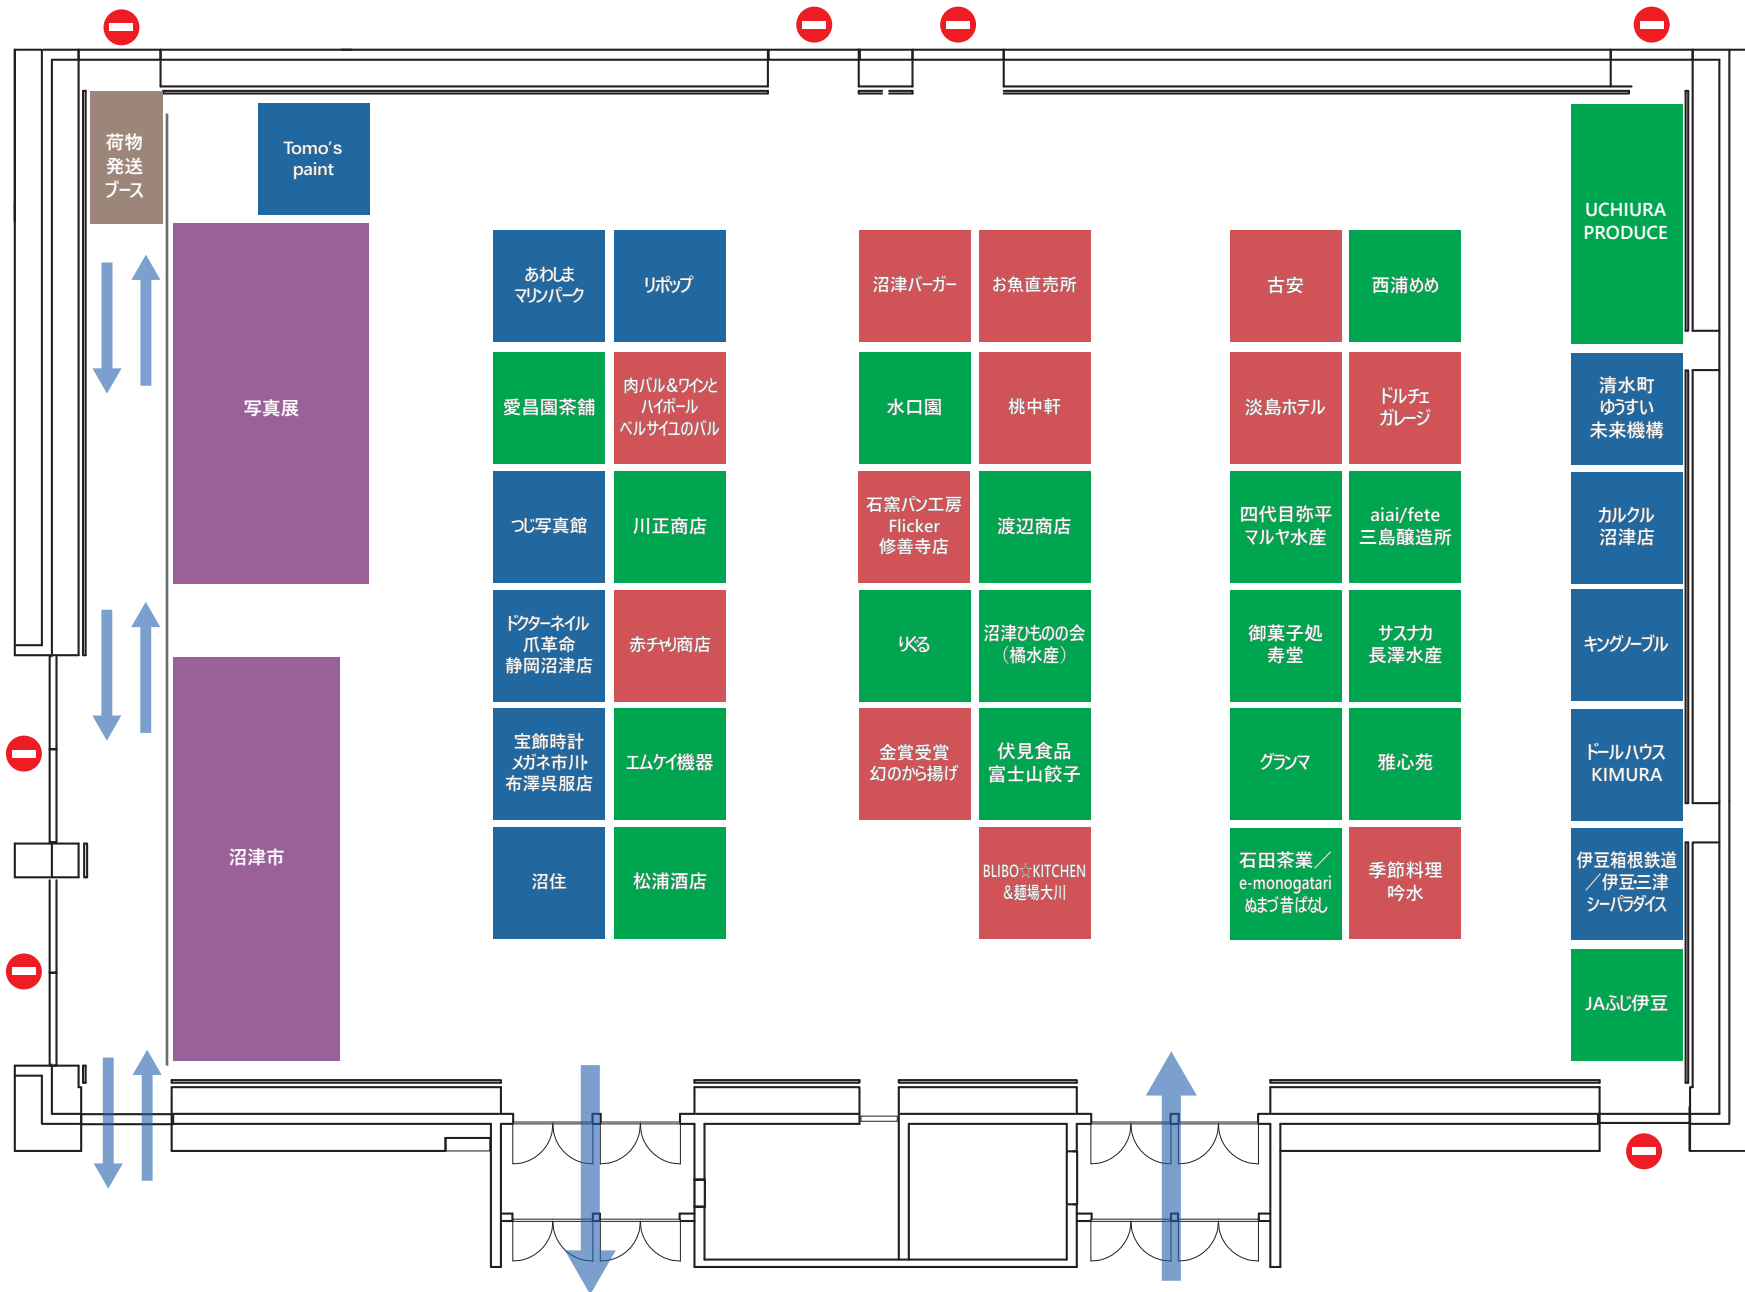 荷物
発送
ブース
Tomo's
paint
UCHIURA
PRODUCE
写真展
沼津市
あわしま
マリンパーク
リポップ
沼津バーガー
お魚直売所
古安
西浦めめ
愛昌園茶舗
肉バル&ワインと
ハイボール
ベルサイユのバル
水口園
桃中軒
淡島ホテル
ドルチェ
ガレージ
清水町
ゆうすい
未来機構
つじ写真館
川正商店
石窯パン工房
Flicker
修善寺店
渡辺商店
四代目弥平
マルヤ水産
aiai/fete
三島醸造所
カルクル
沼津店
ドクターネイル
爪革命
静岡沼津店
赤チャリ商店
りぐる
沼津ひものの会
（橘水産）
御菓子処
寿堂
サスナカ
長澤水産
キングノーブル
宝飾時計
メガネ市川・
布澤呉服店
エムケイ機器
金賞受賞
幻のから揚げ
伏見食品
富士山餃子
グランマ
雅心苑
ドールハウス
KIMURA
沼住
松浦酒店
BLIBO☆KITCHEN
&麺場大川
石田茶業／
e-monogatari
ぬまづ昔ばなし
季節料理
吟水
伊豆箱根鉄道
／伊豆・三津
シーパラダイス
JAふじ伊豆